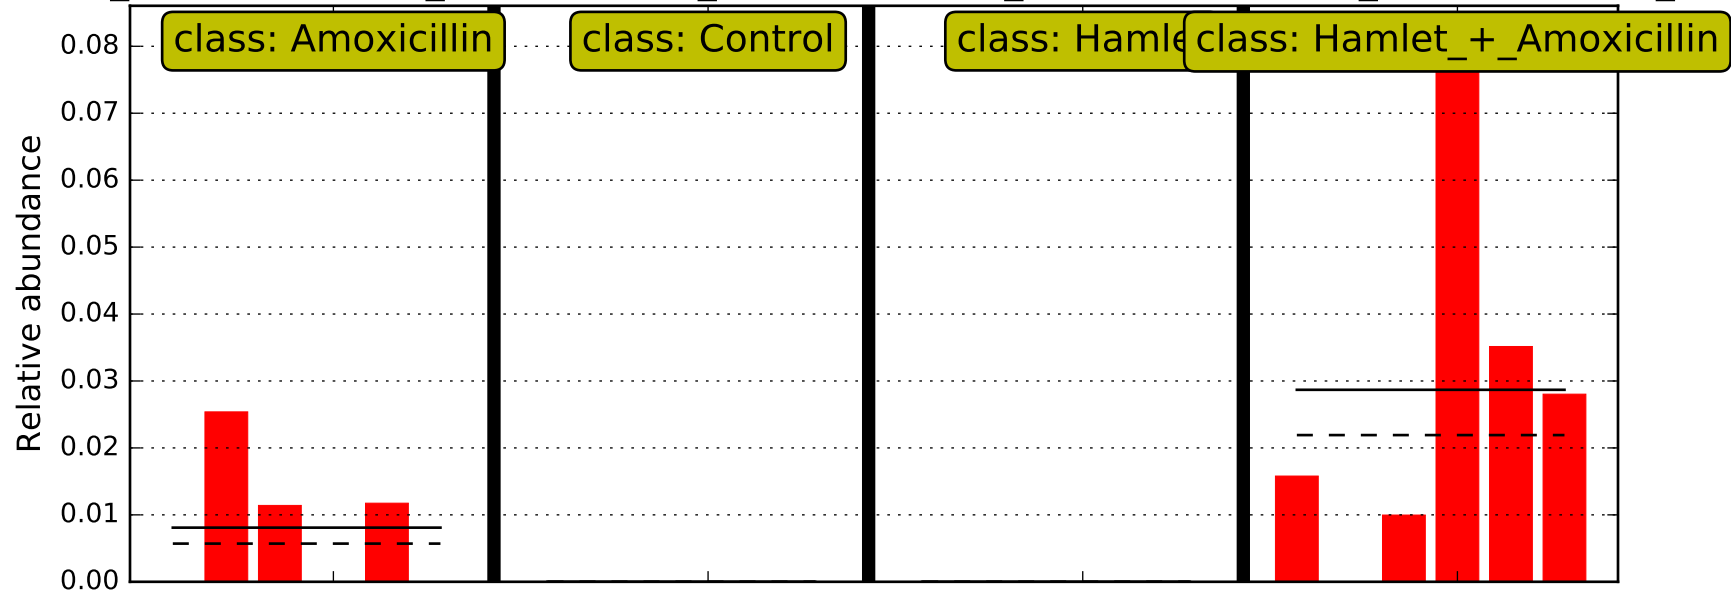 class: Amoxicillin
class: Control
class: Hamle
class: Hamlet_+_Amoxicillin
Relative abundance
0.08
0.07
0.06
0.05
0.04
0.03
0.02
0.01
0.00